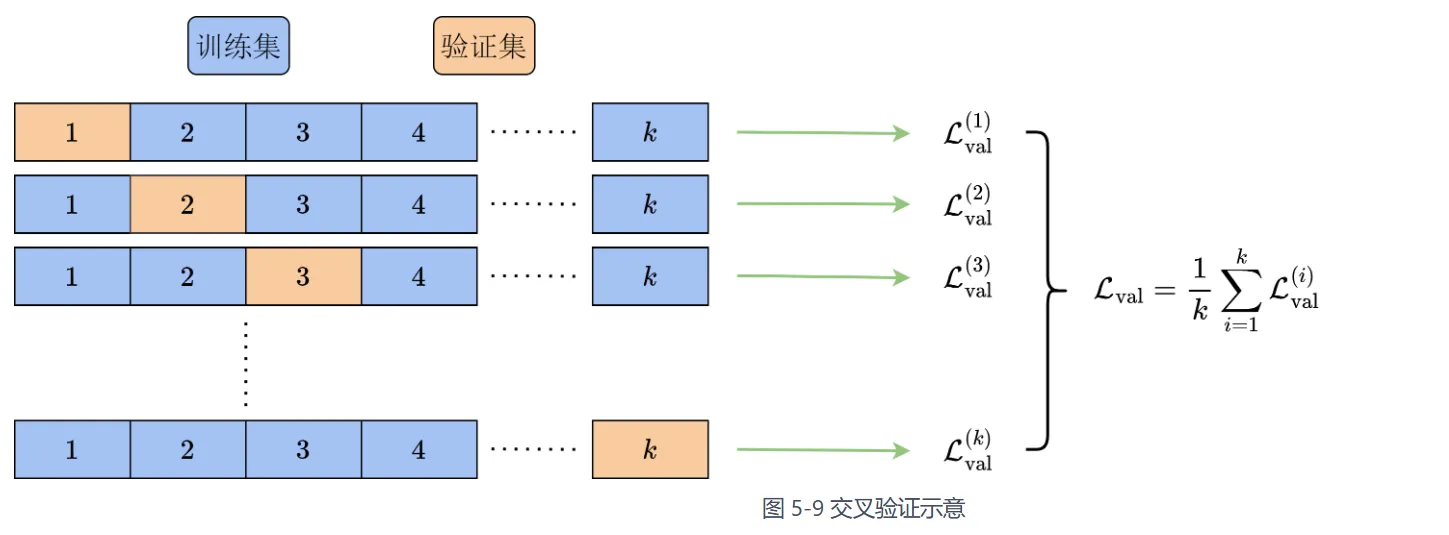 训练集 验证集
1 2 3 4 ········ k $\mathcal{L}_{\text{val}}^{(1)}$
1 2 3 4 ········ k $\mathcal{L}_{\text{val}}^{(2)}$
1 2 3 4 ········ k $\mathcal{L}_{\text{val}}^{(3)}$
$\mathcal{L}_{\text{val}} = \frac{1}{k} \sum_{i=1}^{k} \mathcal{L}_{\text{val}}^{(i)}$
1 2 3 4 ········ k $\mathcal{L}_{\text{val}}^{(k)}$
图 5-9 交叉验证示意